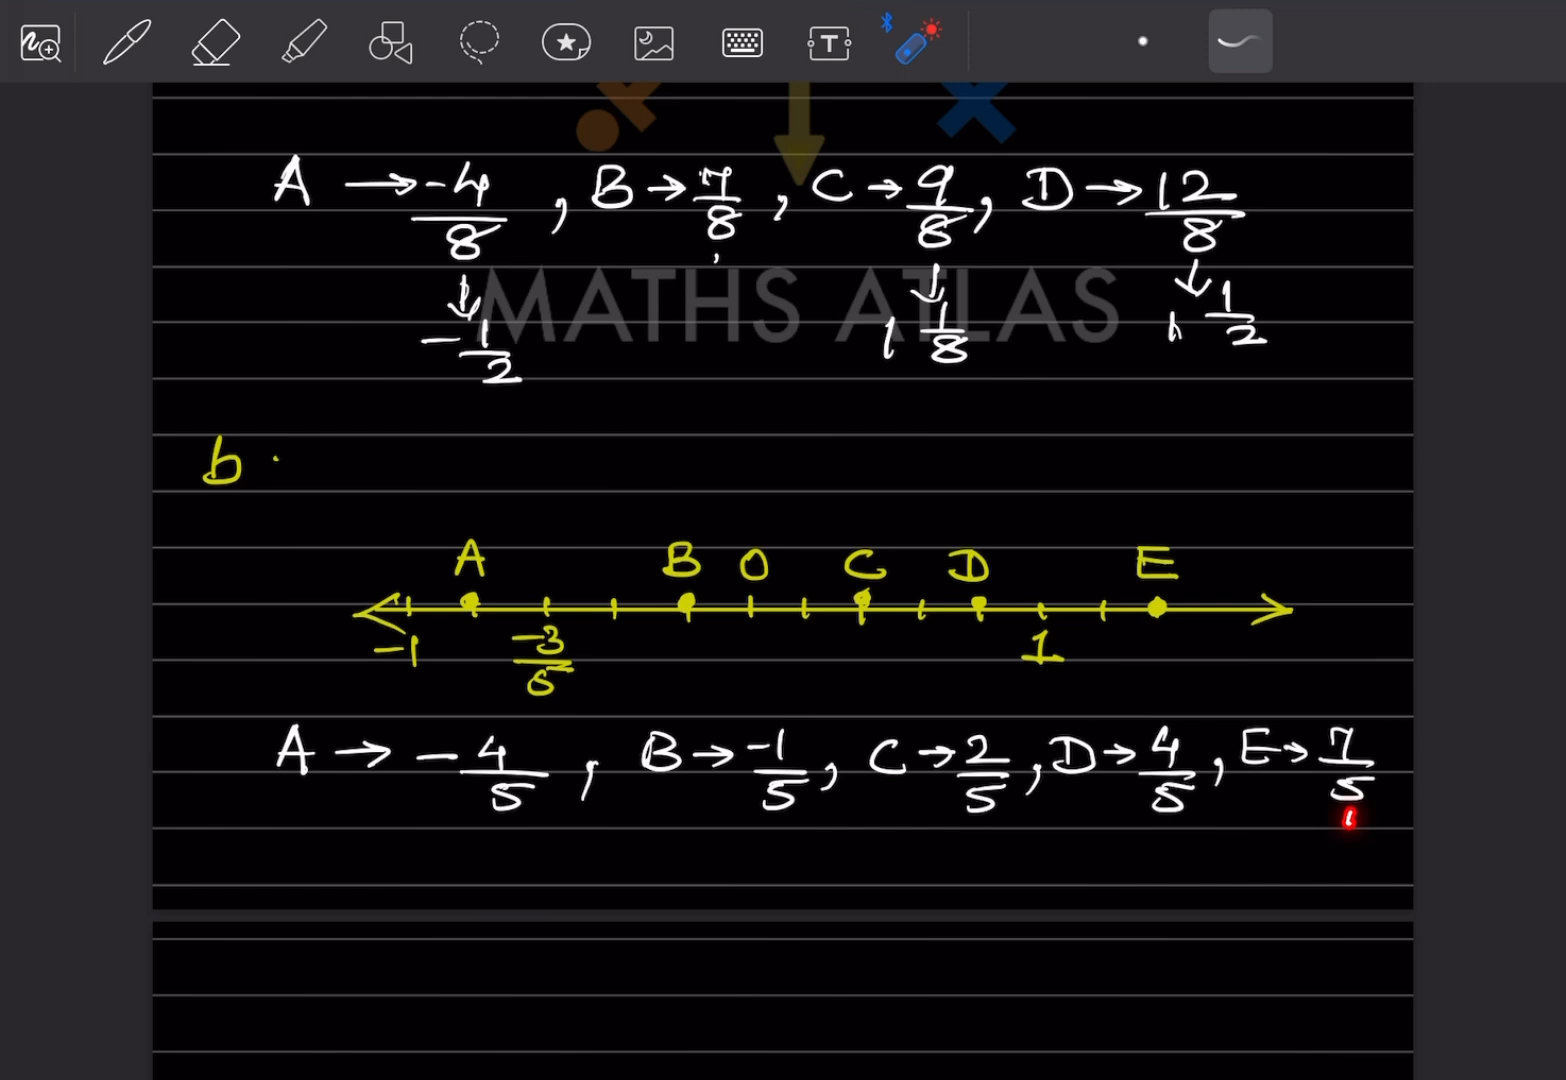 A → -4/8 , B → 7/8 , C → 9/8 , D → 12/8
↓ ↓ ↓
-1/2 1 1/8 1 1/2
MATHS ATLAS
b.
A B O C D E
-1 -3/5 1
A → -4/5 , B → -1/5 , C → 2/5 , D → 4/5 , E → 7/5
T